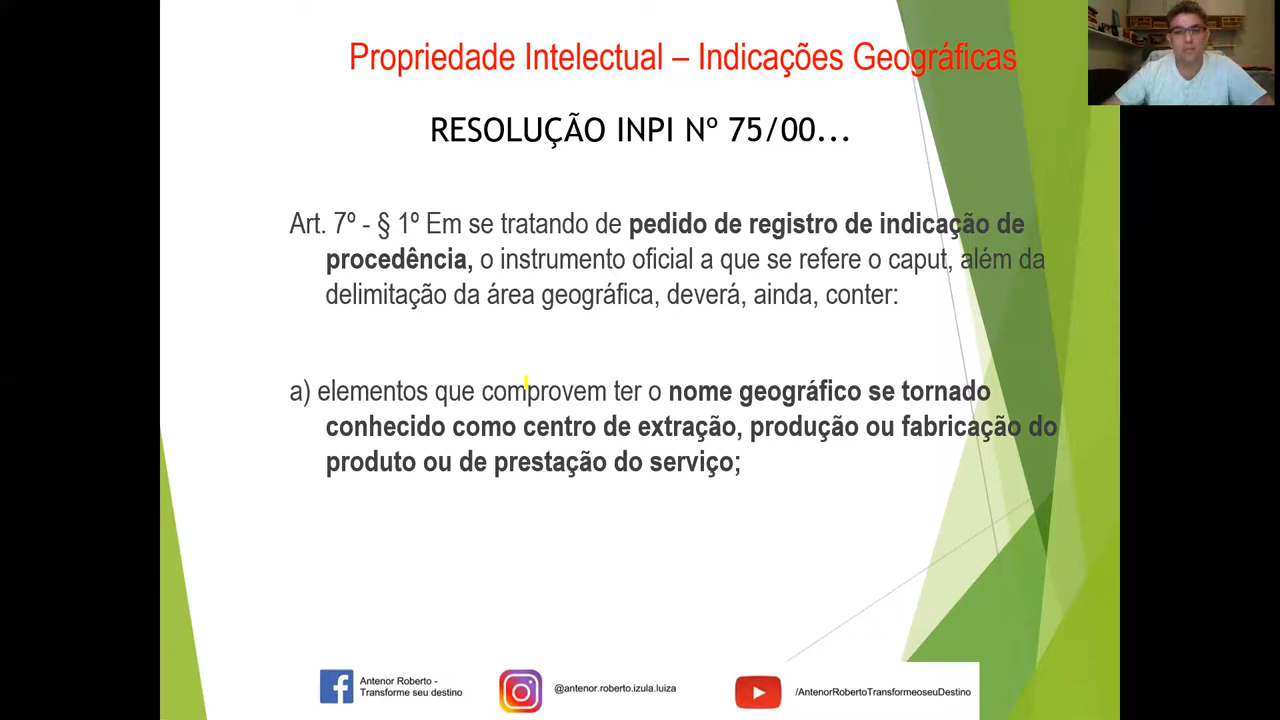 Propriedade Intelectual – Indicações Geográficas
RESOLUÇÃO INPI Nº 75/00...
Art. 7º - § 1º Em se tratando de pedido de registro de indicação de
procedência, o instrumento oficial a que se refere o caput, além da
delimitação da área geográfica, deverá, ainda, conter:
a) elementos que comprovem ter o nome geográfico se tornado
conhecido como centro de extração, produção ou fabricação do
produto ou de prestação do serviço;
Antenor Roberto -
Transforme seu destino
@antenor.roberto.izula.luiza
/AntenorRobertoTransformeoseuDestino